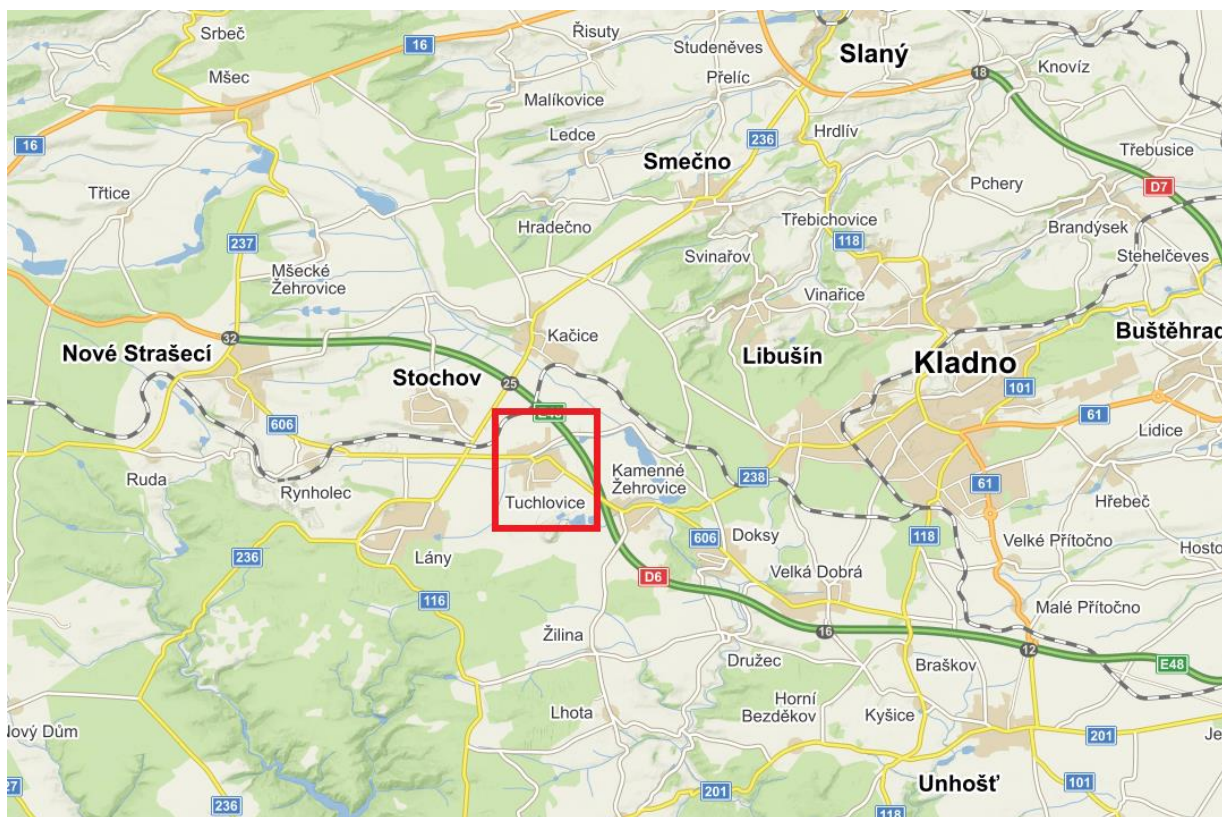 Srbeč
16
Řisuty
Studeněves
Slaný
Knovíz
18
Mšec
Přelíc
Malíkovice
16
Ledce
Hrdlív
236
Třebusice
Smečno
Pchery
D7
Třtice
Třebichovice
Hradečno
118
Brandýsek
237
Svinařov
Stehelčeves
Mšecké
Žehrovice
Vinařice
32
Kačice
Buštěhrad
Nové Strašecí
Libušín
Kladno
Stochov
25
101
61
606
Lidice
Ruda
Rynholec
Kamenné
Žehrovice
238
61
Hřebeč
Tuchlovice
118
606
Doksy
Velké Přítočno
Hosto
236
Lány
D6
Velká Dobrá
116
Malé Přítočno
Žilina
16
12
Družec
Braškov
E48
Lhota
Horní
Bezděkov
Kyšice
Nový Dům
201
Je
Unhošť
27
236
201
118
101